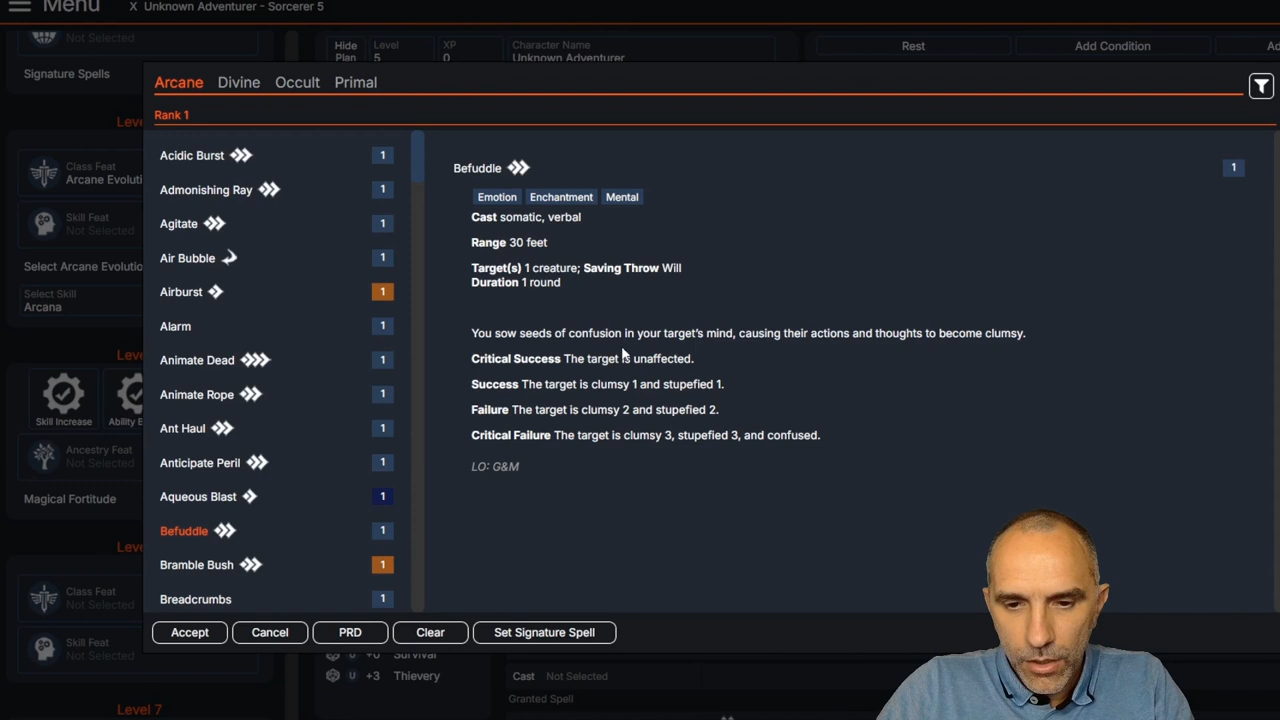 Menu
X Unknown Adventurer - Sorcerer 5
Not Selected
Signature Spells
Hide
Plan
Level
5
XP
0
Character Name
Unknown Adventurer
Rest
Add Condition
Arcane Divine Occult Primal
Rank 1
Acidic Burst 1
Admonishing Ray 1
Agitate 1
Air Bubble 1
Airburst 1
Alarm 1
Animate Dead 1
Animate Rope 1
Ant Haul 1
Anticipate Peril 1
Aqueous Blast 1
Befuddle 1
Bramble Bush 1
Breadcrumbs 1
Befuddle 1
Emotion Enchantment Mental
Cast somatic, verbal
Range 30 feet
Target(s) 1 creature; Saving Throw Will
Duration 1 round
You sow seeds of confusion in your target's mind, causing their actions and thoughts to become clumsy.
Critical Success The target is unaffected.
Success The target is clumsy 1 and stupefied 1.
Failure The target is clumsy 2 and stupefied 2.
Critical Failure The target is clumsy 3, stupefied 3, and confused.
LO: G&M
Accept
Cancel
PRD
Clear
Set Signature Spell
Class Feat
Arcane Evoluti
Skill Feat
Not Selected
Select Arcane Evolution
Select Skill
Arcana
Skill Increase
Ability B
Ancestry Feat
Not Selected
Magical Fortitude
Class Feat
Not Selected
Skill Feat
Not Selected
Level 7
U +0 Survival
U +3 Thievery
Cast Not Selected
Granted Spell